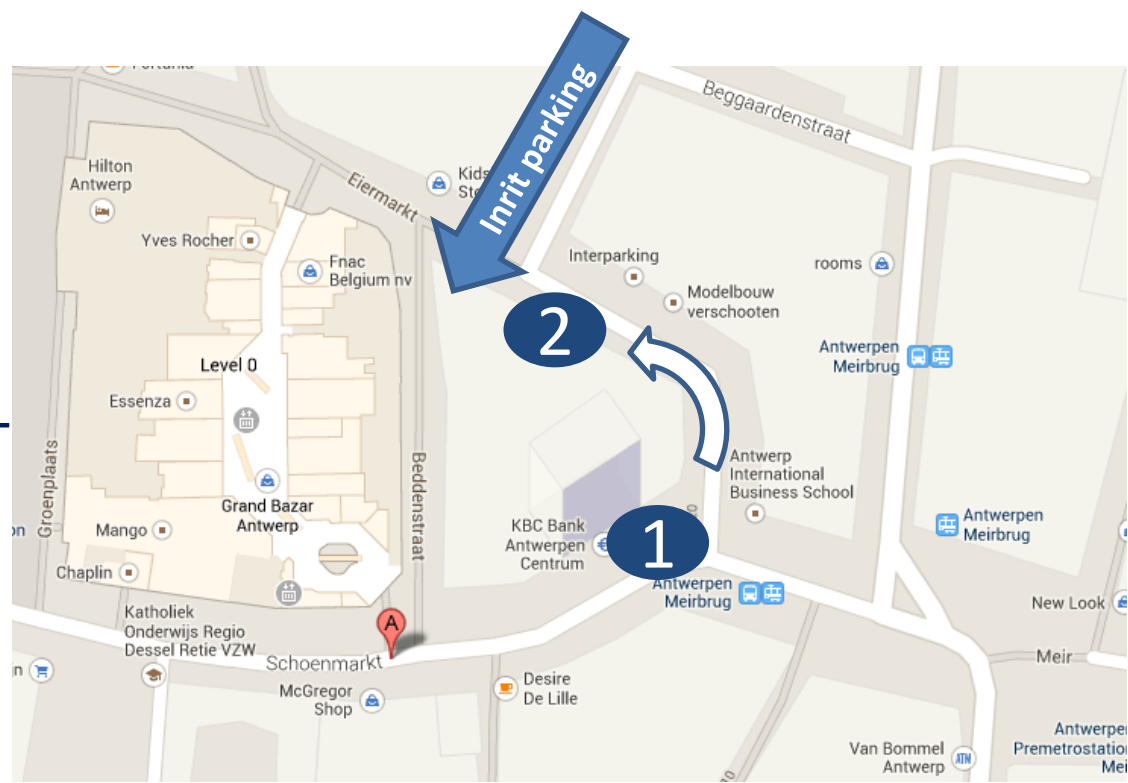 Inrit parking
Beggaardenstraat
Hilton
Antwerp
Eiermarkt
Kids
Yves Rocher
Fnac
Belgium nv
Interparking
rooms
Modelbouw
verschooten
2
Antwerpen
Meirbrug
Level 0
Essenza
Groenplaats
Beddenstraat
Grand Bazar
Antwerp
Antwerp
International
Business School
Mango
KBC Bank
Antwerpen
Centrum
1
Antwerpen
Meirbrug
Chaplin
Antwerpen
Meirbrug
New Look
Katholiek
Onderwijs Regio
Dessel Retie VZW
A
Schoenmarkt
Meir
McGregor
Shop
Desire
De Lille
Van Bommel
Antwerp
ATM
Antwerpen
Premetrostation